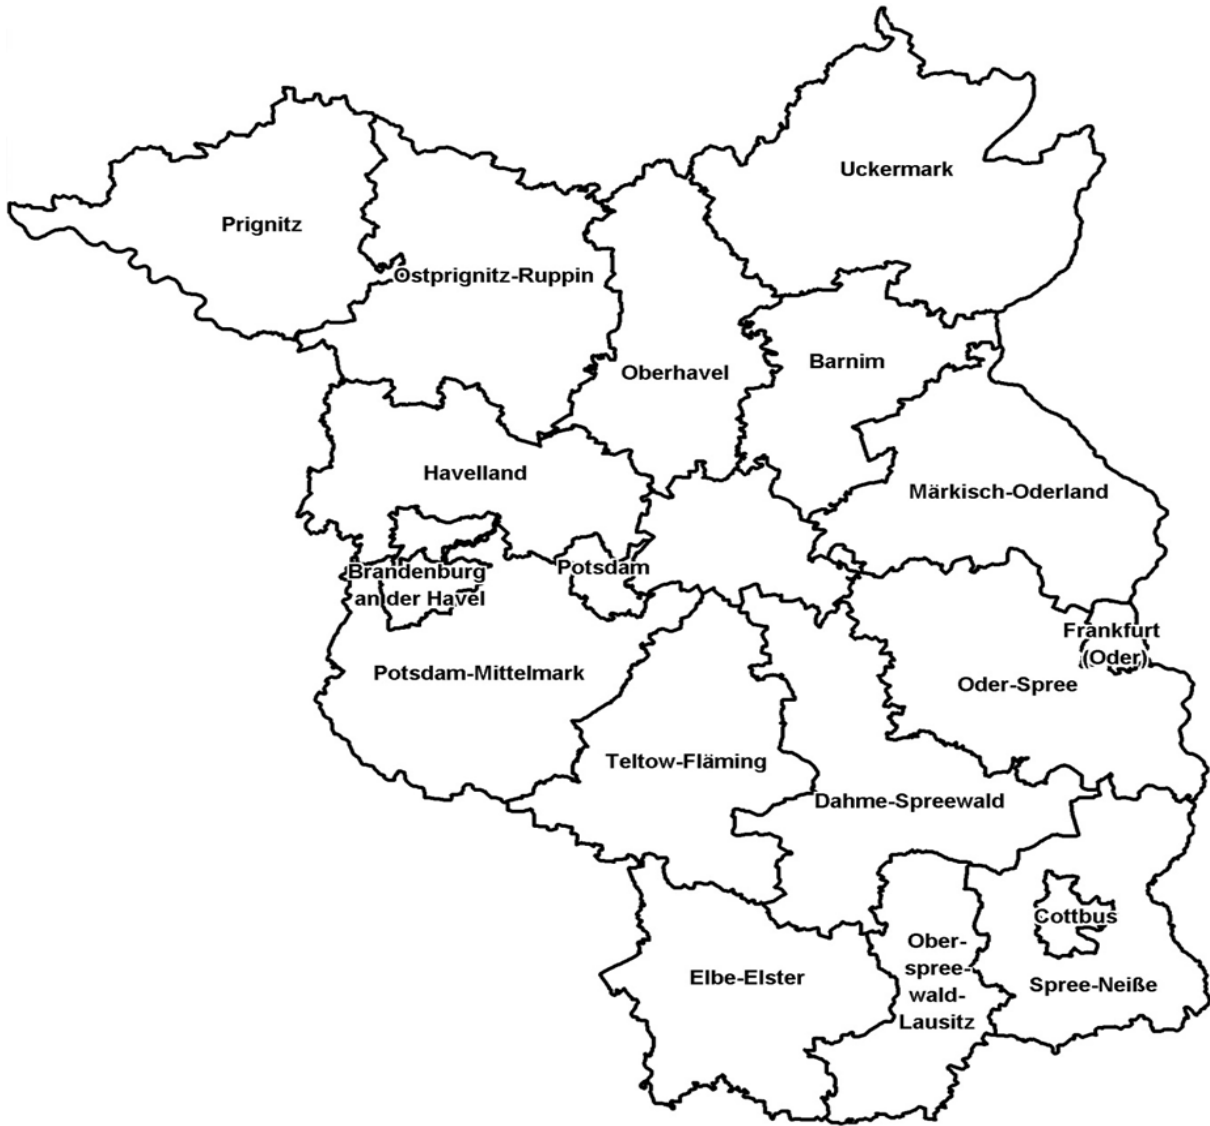 Uckermark
Prignitz
Ostprignitz-Ruppin
Barnim
Oberhavel
Havelland
Märkisch-Oderland
Potsdam
Brandenburg
an der Havel
Frankfurt
(Oder)
Potsdam-Mittelmark
Oder-Spree
Teltow-Fläming
Dahme-Spreewald
Cottbus
Ober-
spree-
wald-
Lausitz
Elbe-Elster
Spree-Neiße